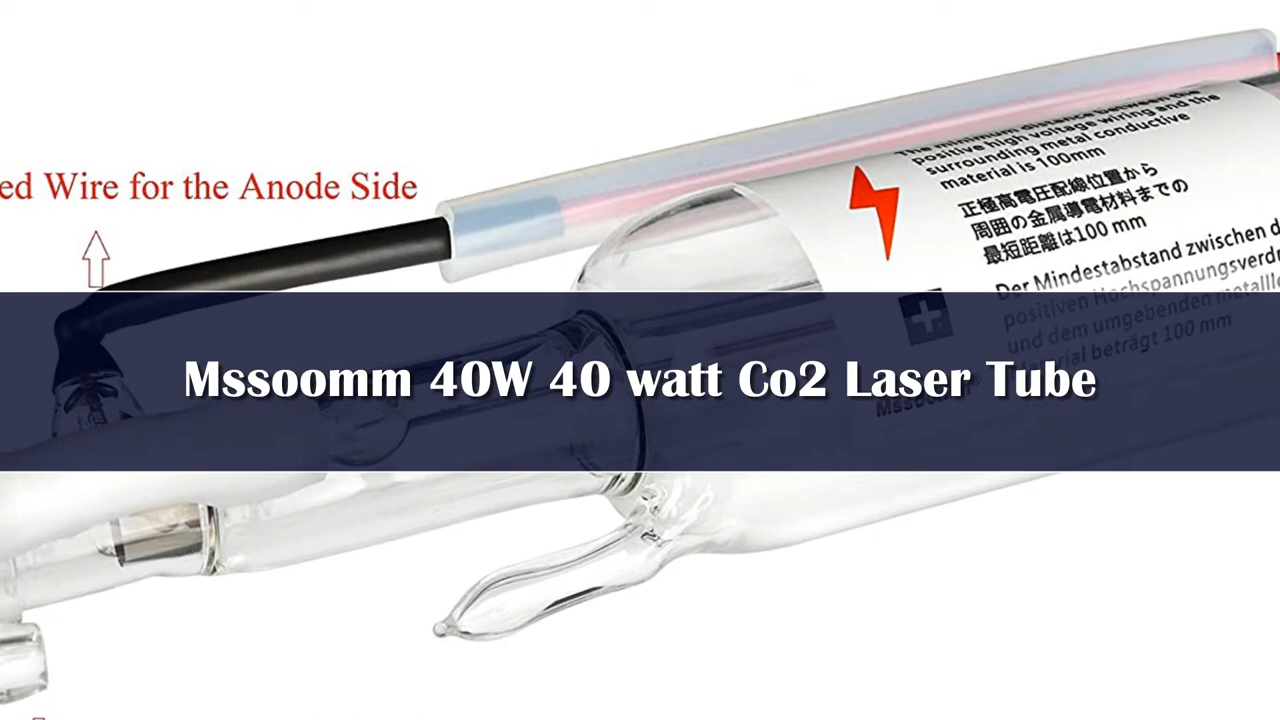 ed Wire for the Anode Side
The minimum distance between the
positive high voltage wiring and the
surrounding metal conductive
material is 100mm
正極高電圧配線位置から
周囲の金属導電材料までの
最短距離は100 mm
Der Mindestabstand zwischen d
positiven Hochspannungsverdr
und dem umgebenden metallle
Material beträgt 100 mm
Mssoomm 40W 40 watt Co2 Laser Tube